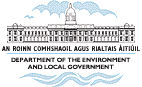 AN ROINN COMHSHAOIL AGUS RIALTAIS ÁITIÚIL
DEPARTMENT OF THE ENVIRONMENT
AND LOCAL GOVERNMENT